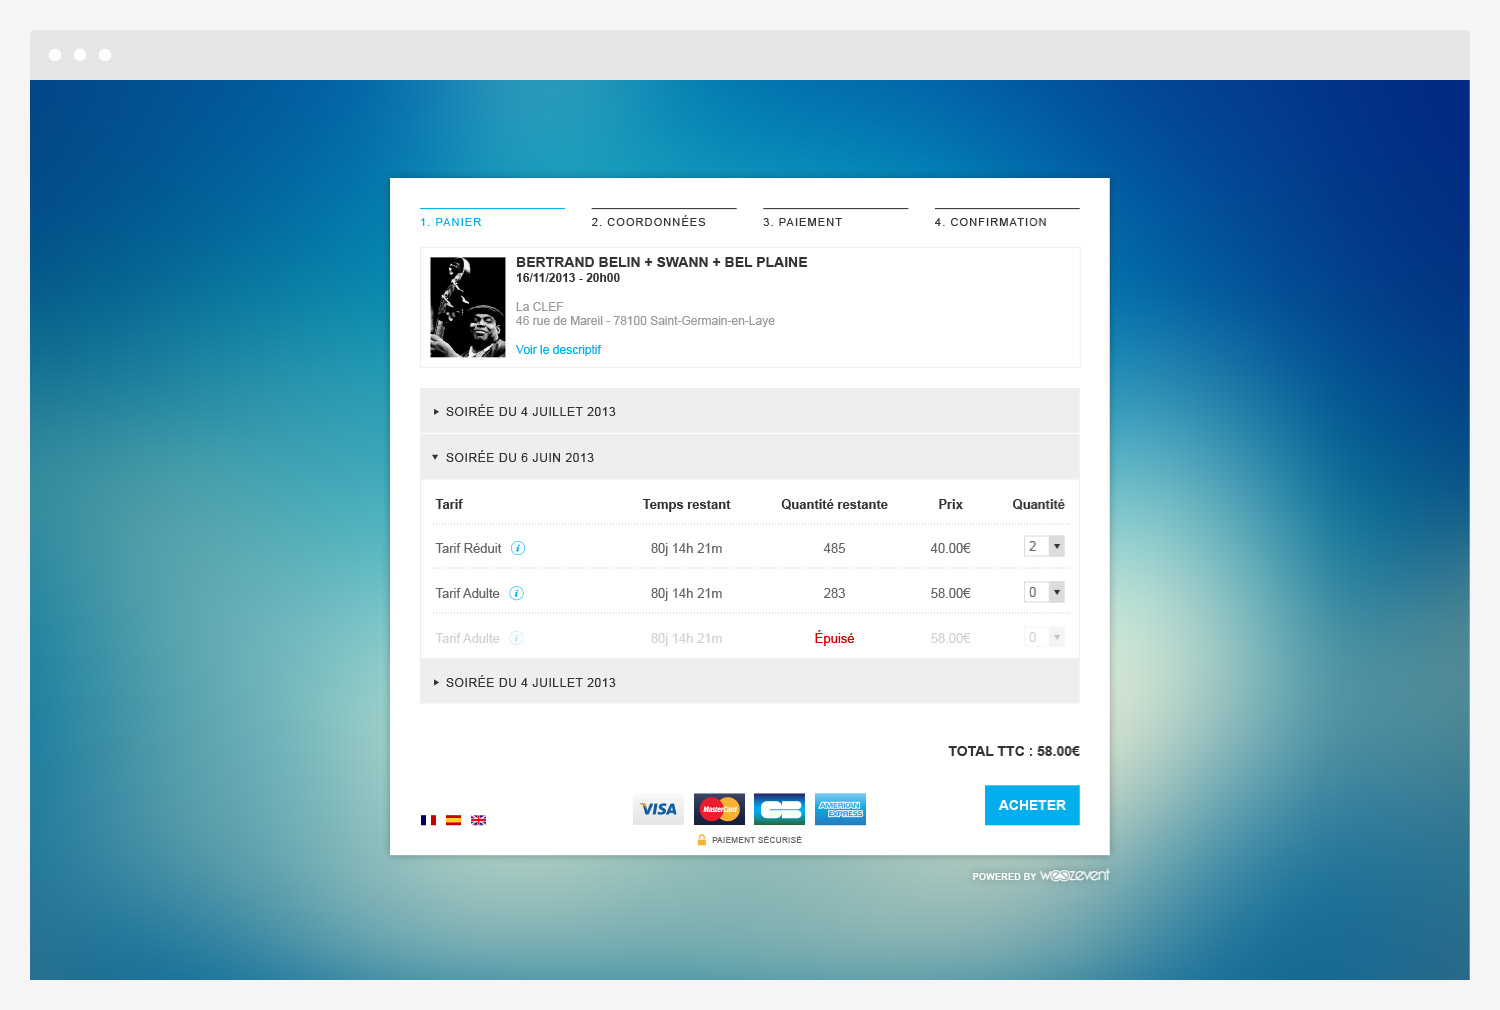 1. PANIER
2. COORDONNÉES
3. PAIEMENT
4. CONFIRMATION
BERTRAND BELIN + SWANN + BEL PLAINE
16/11/2013 - 20h00
La CLEF
46 rue de Mareil - 78100 Saint-Germain-en-Laye
Voir le descriptif
SOIRÉE DU 4 JUILLET 2013
SOIRÉE DU 6 JUIN 2013
Tarif Temps restant Quantité restante Prix Quantité
Tarif Réduit i 80j 14h 21m 485 40.00€ 2
Tarif Adulte i 80j 14h 21m 283 58.00€ 0
Tarif Adulte i 80j 14h 21m Épuisé 58.00€ 0
SOIRÉE DU 4 JUILLET 2013
TOTAL TTC : 58.00€
VISA MasterCard CB AMERICAN EXPRESS
ACHETER
PAIEMENT SÉCURISÉ
POWERED BY weezevent